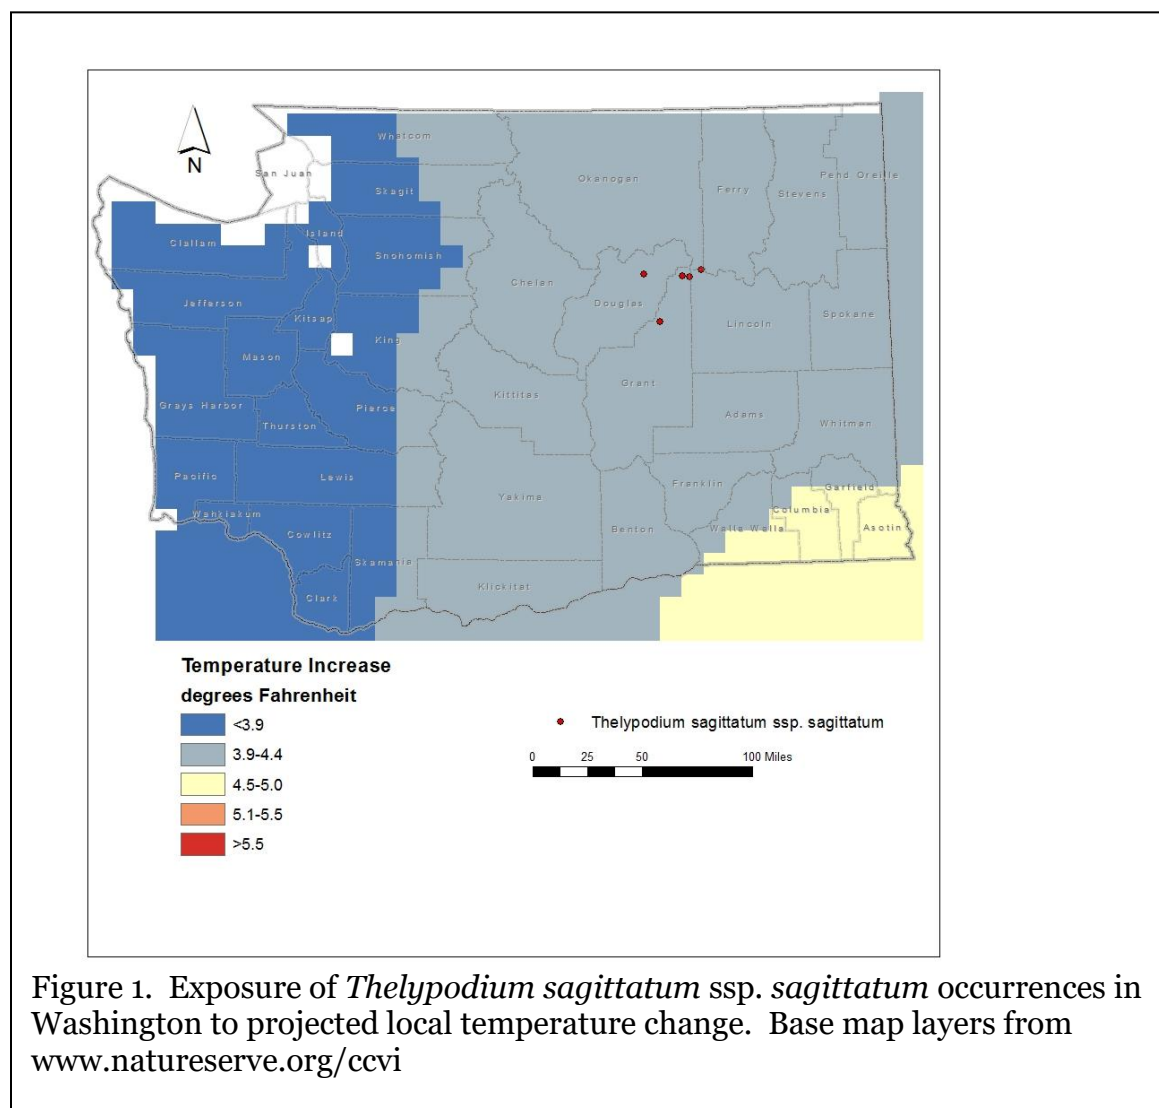 N
Whatcom
San Juan
Skagit
Okanogan
Ferry
Stevens
Pend Oreille
Clallam
Island
Snohomish
Chelan
Douglas
Jefferson
Kitsap
King
Lincoln
Spokane
Mason
Grant
Kittitas
Grays Harbor
Pierce
Adams
Thurston
Whitman
Pacific
Lewis
Yakima
Franklin
Garfield
Columbia
Wahkiakum
Cowlitz
Benton
Walla Walla
Asotin
Skamania
Klickitat
Clark
Temperature Increase
degrees Fahrenheit
<3.9
3.9-4.4
4.5-5.0
5.1-5.5
>5.5
Thelypodium sagittatum ssp. sagittatum
0 25 50 100 Miles
Figure 1. Exposure of Thelypodium sagittatum ssp. sagittatum occurrences in
Washington to projected local temperature change. Base map layers from
www.natureserve.org/ccvi